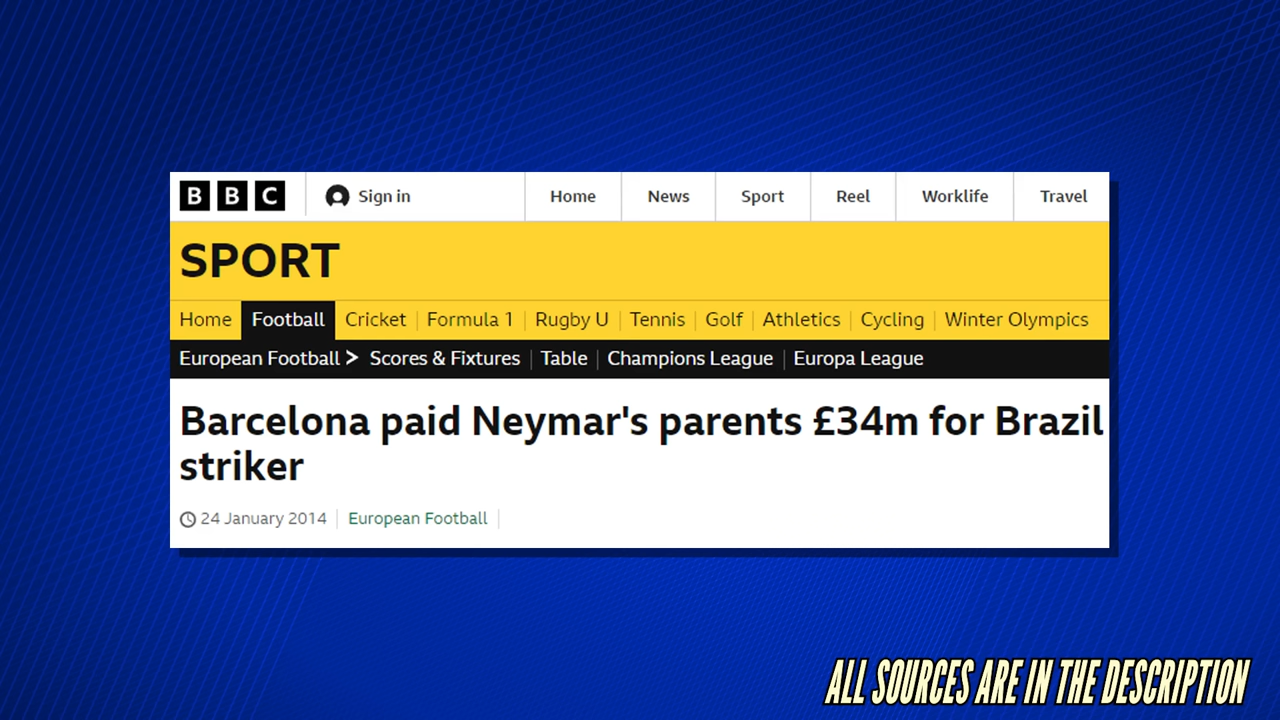 BBC Sign in Home News Sport Reel Worklife Travel
SPORT
Home Football Cricket Formula 1 Rugby U Tennis Golf Athletics Cycling Winter Olympics
European Football > Scores & Fixtures Table Champions League Europa League
Barcelona paid Neymar's parents £34m for Brazil
striker
24 January 2014 European Football
ALL SOURCES ARE IN THE DESCRIPTION